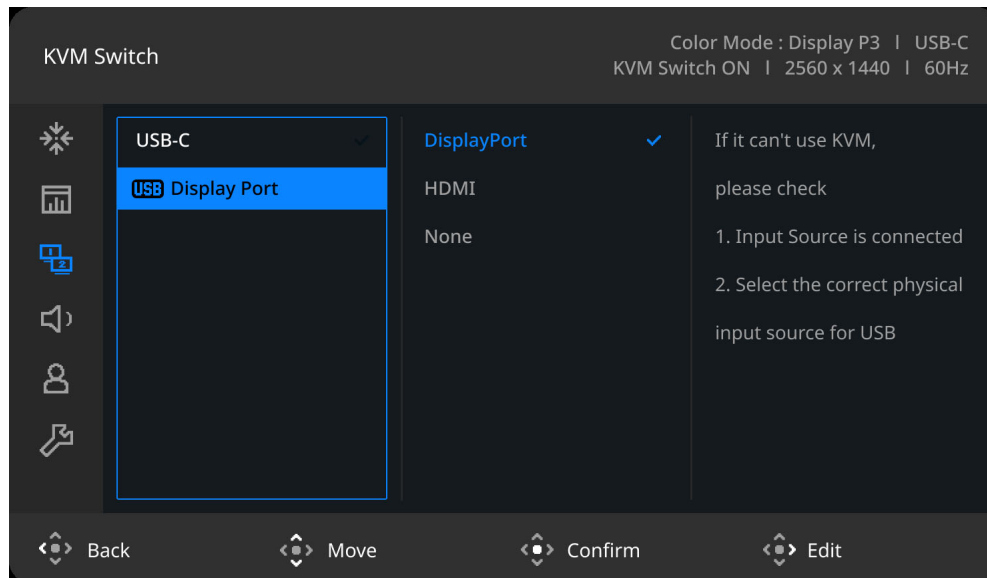 KVM Switch
Color Mode : Display P3 I USB-C
KVM Switch ON I 2560 x 1440 I 60Hz
USB-C
USB Display Port
DisplayPort
HDMI
None
If it can't use KVM,
please check
1. Input Source is connected
2. Select the correct physical
input source for USB
1
2
Back
Move
Confirm
Edit